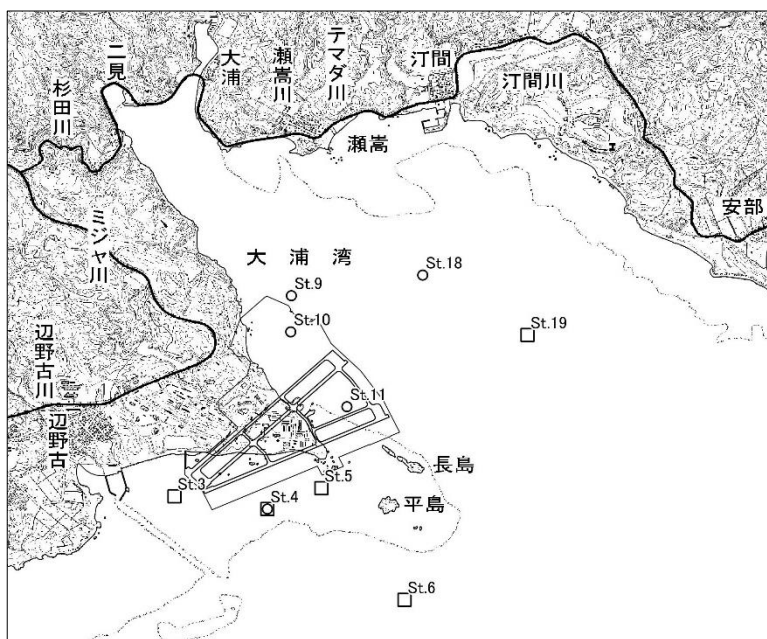 二見
大浦
瀬嵩川
テマダ川
汀間
汀間川
杉田川
瀬嵩
安部
ミジャ川
大浦湾
St.18
St.9
St.10
St.19
辺野古川
辺野古
St.11
長島
St.5
St.3
St.4
平島
St.6